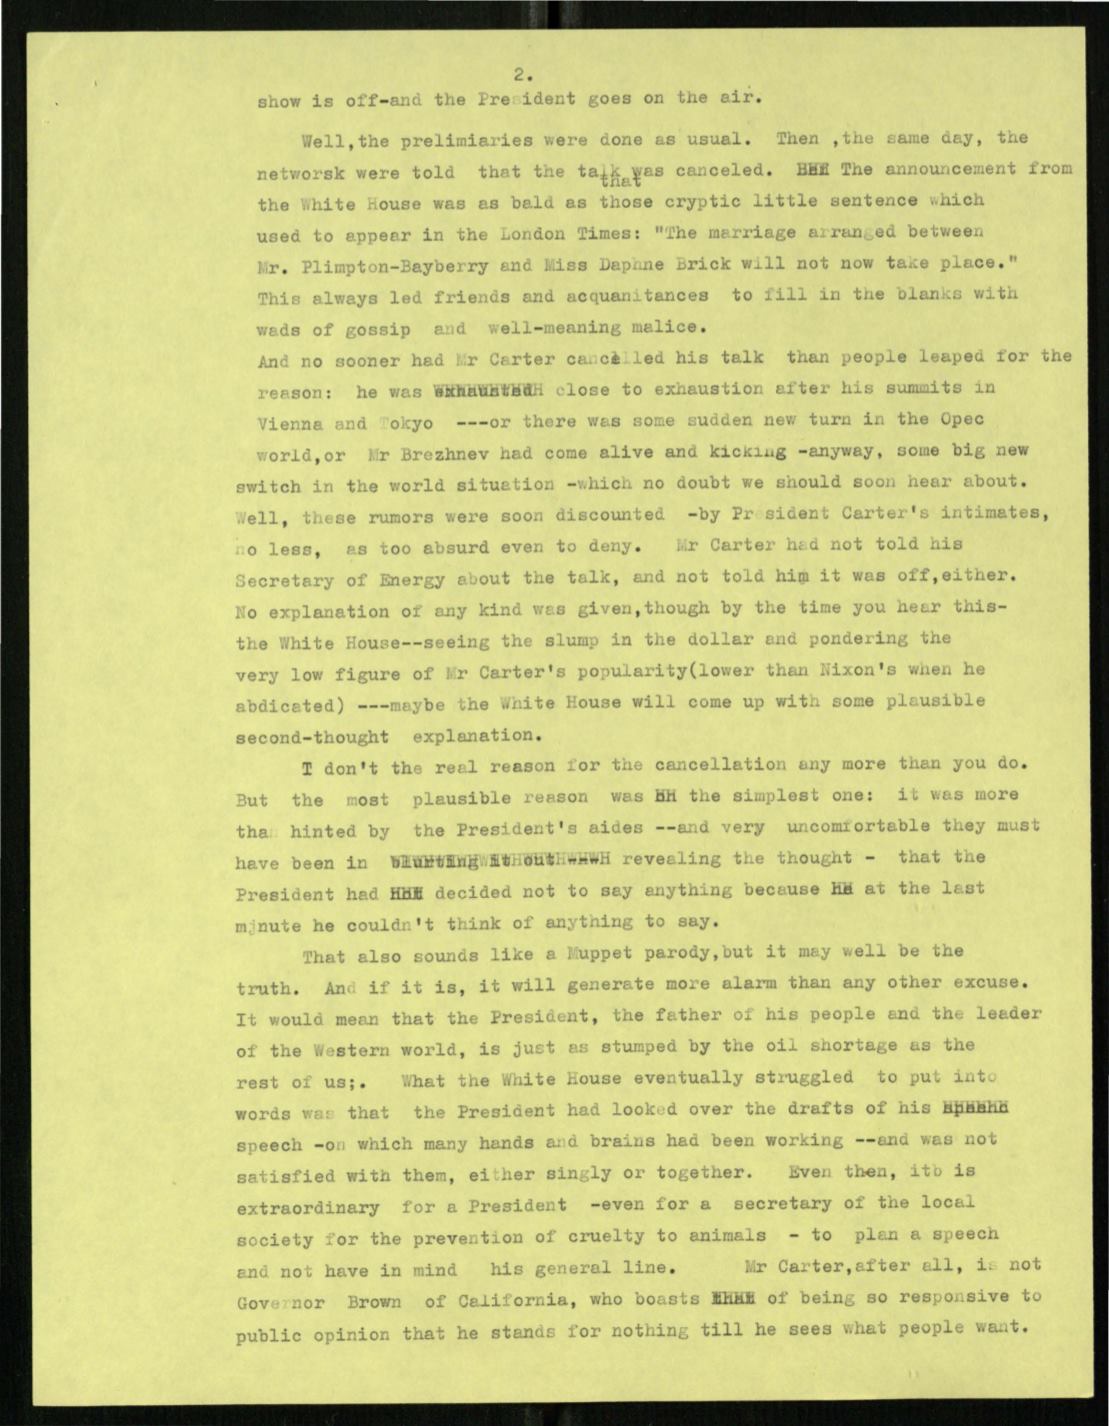 2.
show is off-and the President goes on the air.
Well,the prelimiaries were done as usual. Then ,the same day, the
networsk were told that the talk was canceled. The announcement from
that
the White House was as bald as those cryptic little sentence which
used to appear in the London Times: "The marriage arranged between
Mr. Plimpton-Bayberry and Miss Daphne Brick will not now take place."
This always led friends and acquanitances to fill in the blanks with
wads of gossip and well-meaning malice.
And no sooner had Mr Carter cancelled his talk than people leaped for the
reason: he was close to exhaustion after his summits in
Vienna and Tokyo ---or there was some sudden new turn in the Opec
world,or Mr Brezhnev had come alive and kicking -anyway, some big new
switch in the world situation -which no doubt we should soon hear about.
Well, these rumors were soon discounted -by Pr sident Carter's intimates,
no less, as too absurd even to deny. Mr Carter had not told his
Secretary of Energy about the talk, and not told him it was off,either.
No explanation of any kind was given,though by the time you hear this-
the White House--seeing the slump in the dollar and pondering the
very low figure of Mr Carter's popularity(lower than Nixon's when he
abdicated) ---maybe the White House will come up with some plausible
second-thought explanation.
I don't the real reason for the cancellation any more than you do.
But the most plausible reason was the simplest one: it was more
tha hinted by the President's aides --and very uncomfortable they must
have been in revealing the thought - that the
President had decided not to say anything because at the last
minute he couldn't think of anything to say.
That also sounds like a Muppet parody,but it may well be the
truth. And if it is, it will generate more alarm than any other excuse.
It would mean that the President, the father of his people and the leader
of the Western world, is just as stumped by the oil shortage as the
rest of us;. What the White House eventually struggled to put into
words was that the President had looked over the drafts of his
speech -on which many hands and brains had been working --and was not
satisfied with them, either singly or together. Even then, itb is
extraordinary for a President -even for a secretary of the local
society for the prevention of cruelty to animals - to plan a speech
and not have in mind his general line. Mr Carter,after all, is not
Governor Brown of California, who boasts of being so responsive to
public opinion that he stands for nothing till he sees what people want.